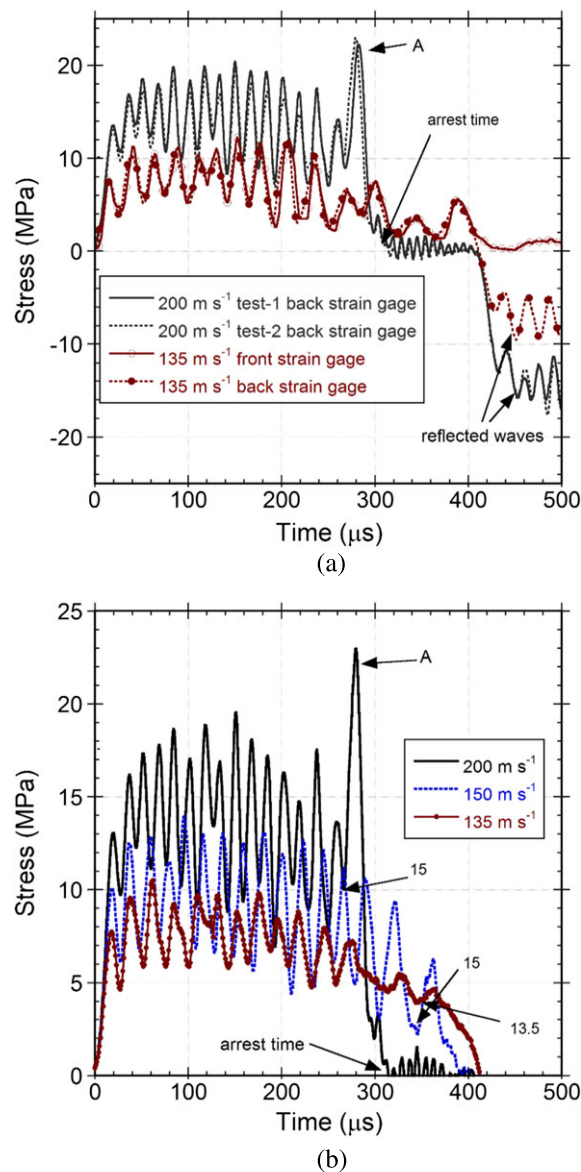 20
10
0
-10
-20
Stress (MPa)
A
arrest time
200 m s⁻¹ test-1 back strain gage
200 m s⁻¹ test-2 back strain gage
135 m s⁻¹ front strain gage
135 m s⁻¹ back strain gage
reflected waves
0 100 200 300 400 500
Time (μs)
(a)
25
20
15
10
5
0
Stress (MPa)
A
200 m s⁻¹
150 m s⁻¹
135 m s⁻¹
15
15
13.5
arrest time
0 100 200 300 400 500
Time (μs)
(b)